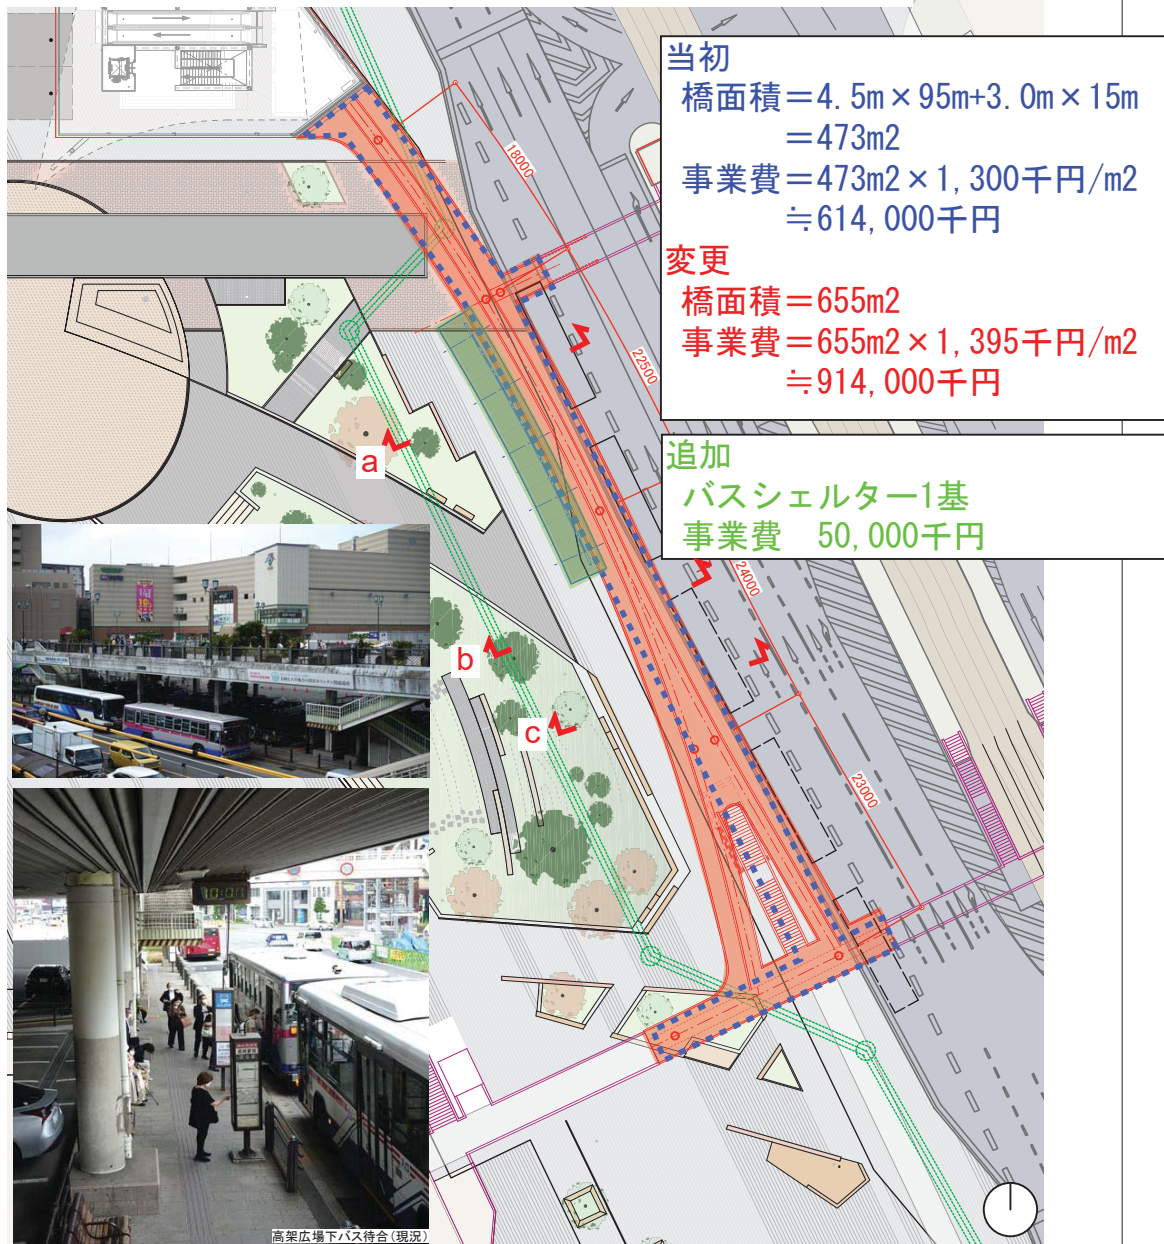 当初
橋面積＝4.5m×95m+3.0m×15m
＝473m2
事業費＝473m2×1,300千円/m2
≒614,000千円
変更
橋面積＝655m2
事業費＝655m2×1,395千円/m2
≒914,000千円
追加
バスシェルター1基
事業費　50,000千円
18000
22500
24000
23000
a
b
c
高架広場下バス待合(現況)